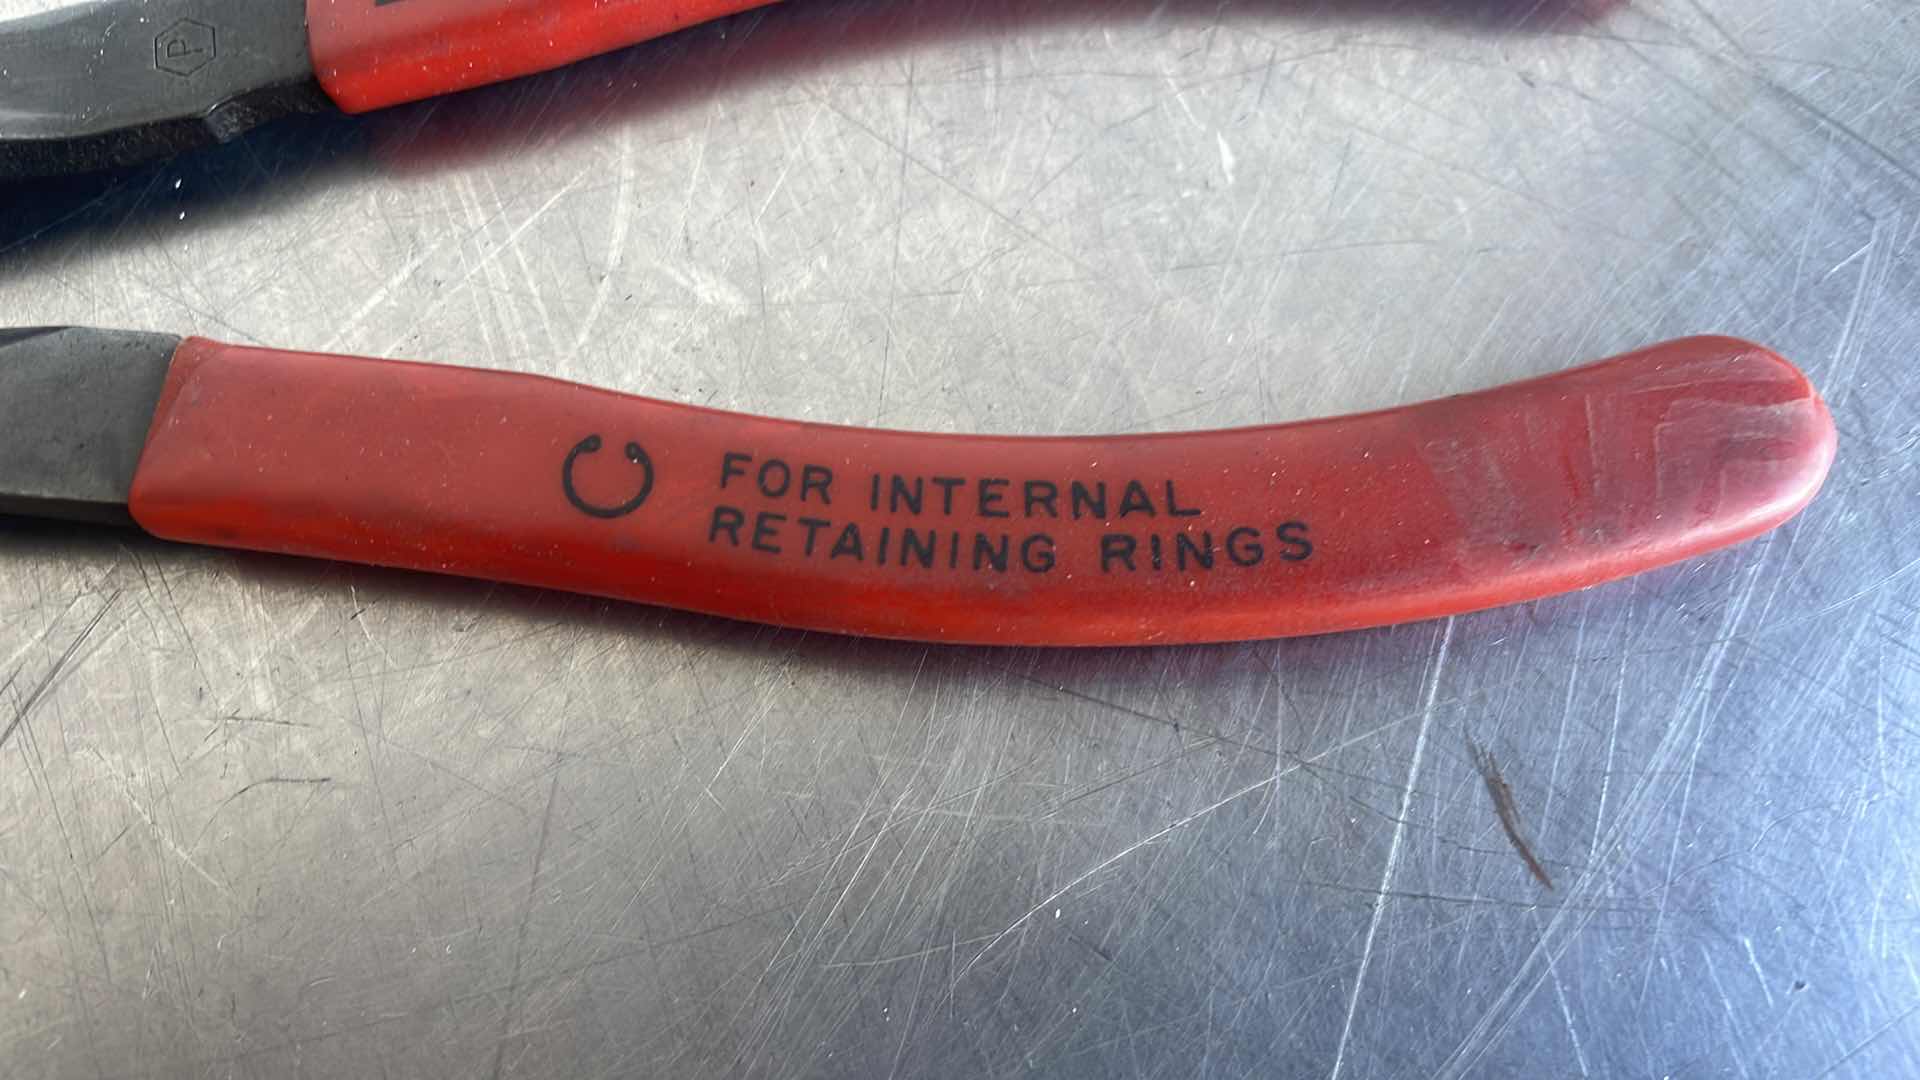 P
FOR INTERNAL
RETAINING RINGS